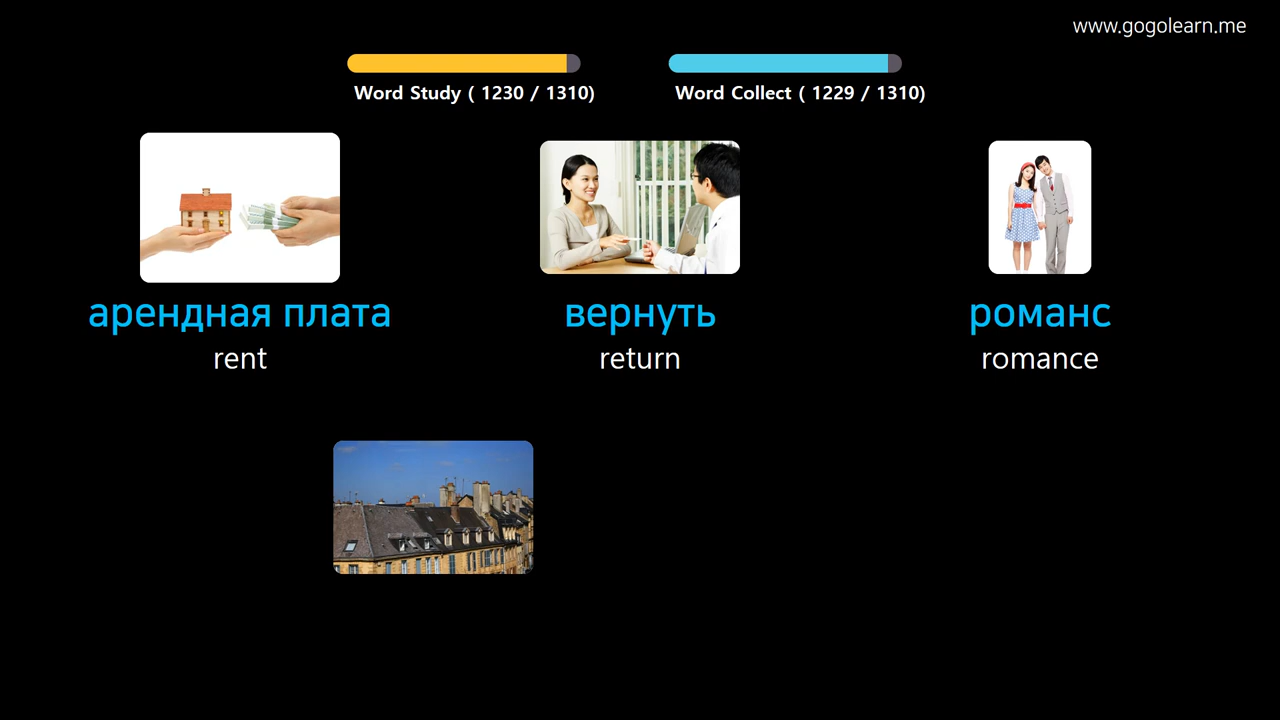 www.gogolearn.me
Word Study ( 1230 / 1310)
Word Collect ( 1229 / 1310)
арендная плата
rent
вернуть
return
романс
romance